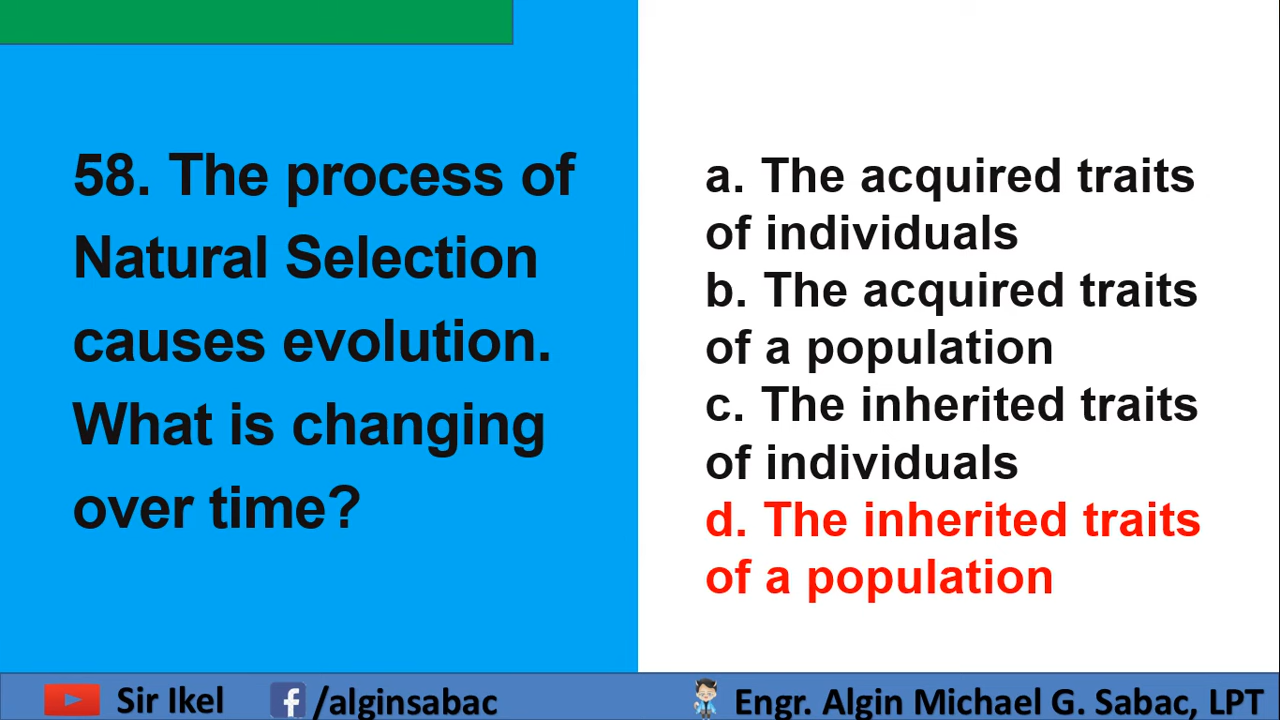 58. The process of
Natural Selection
causes evolution.
What is changing
over time?
a. The acquired traits
of individuals
b. The acquired traits
of a population
c. The inherited traits
of individuals
d. The inherited traits
of a population
Sir Ikel
f /alginsabac
Engr. Algin Michael G. Sabac, LPT